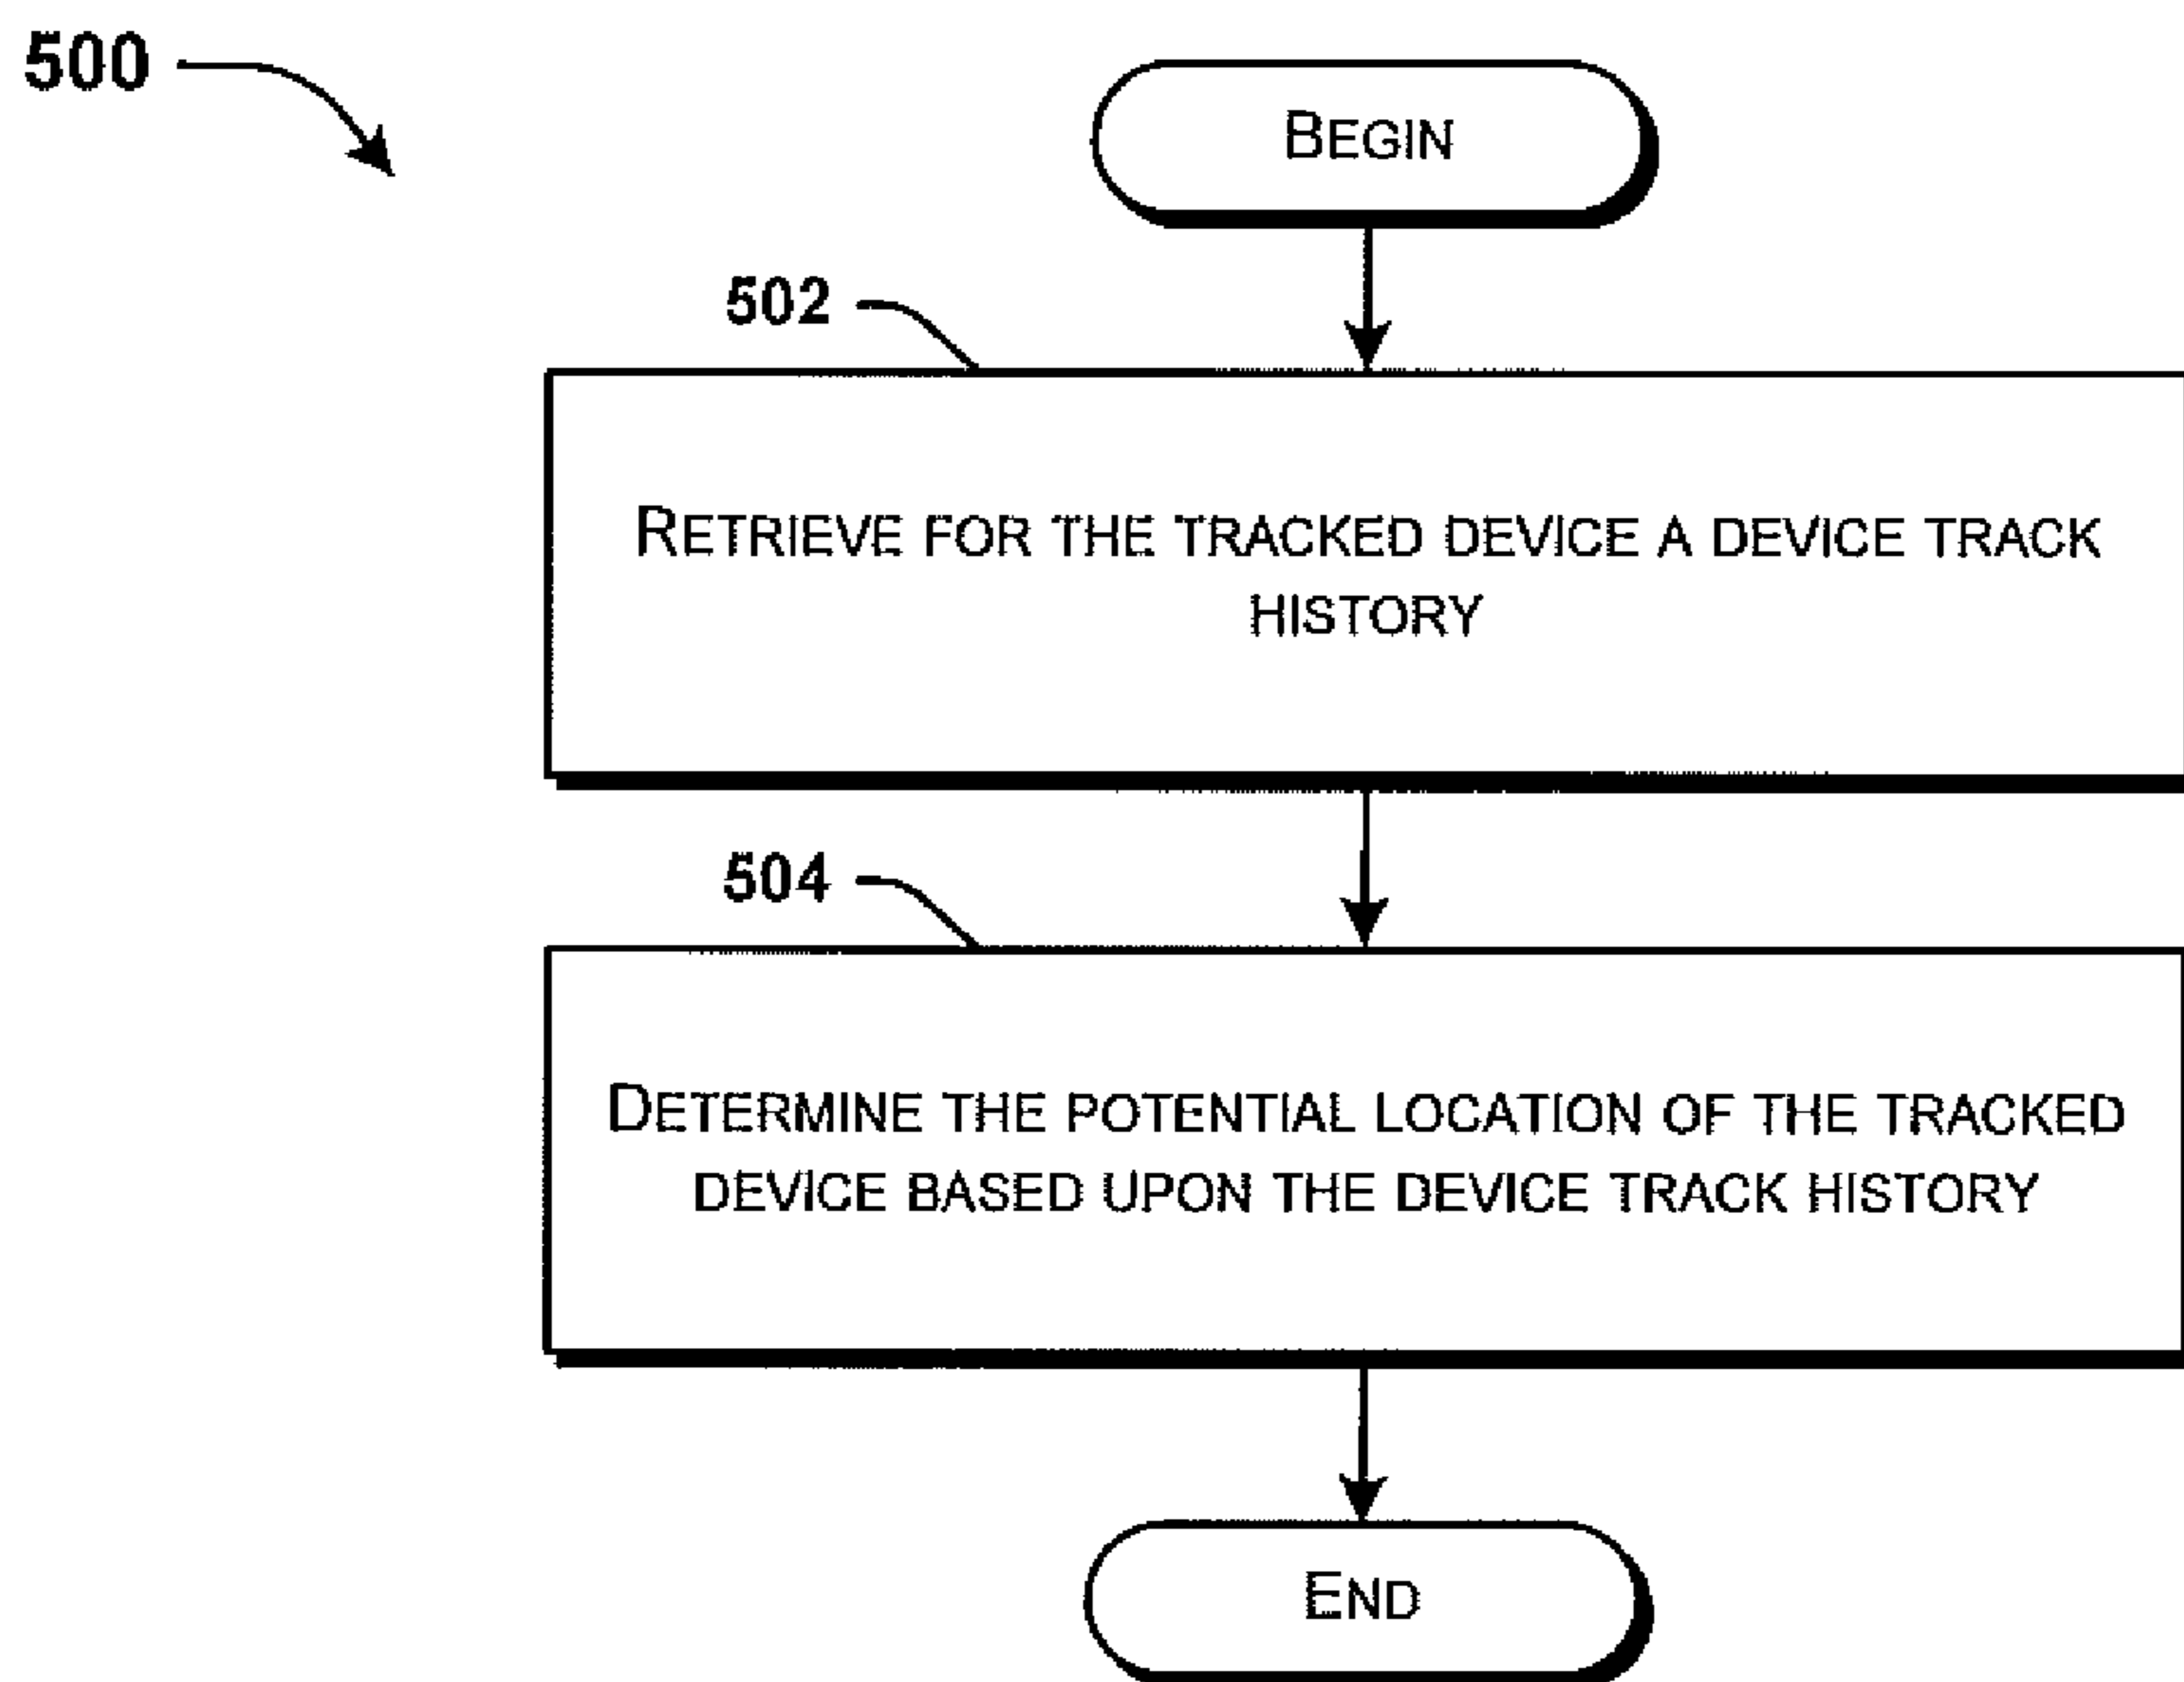 500
BEGIN
502
RETRIEVE FOR THE TRACKED DEVICE A DEVICE TRACK
HISTORY
504
DETERMINE THE POTENTIAL LOCATION OF THE TRACKED
DEVICE BASED UPON THE DEVICE TRACK HISTORY
END